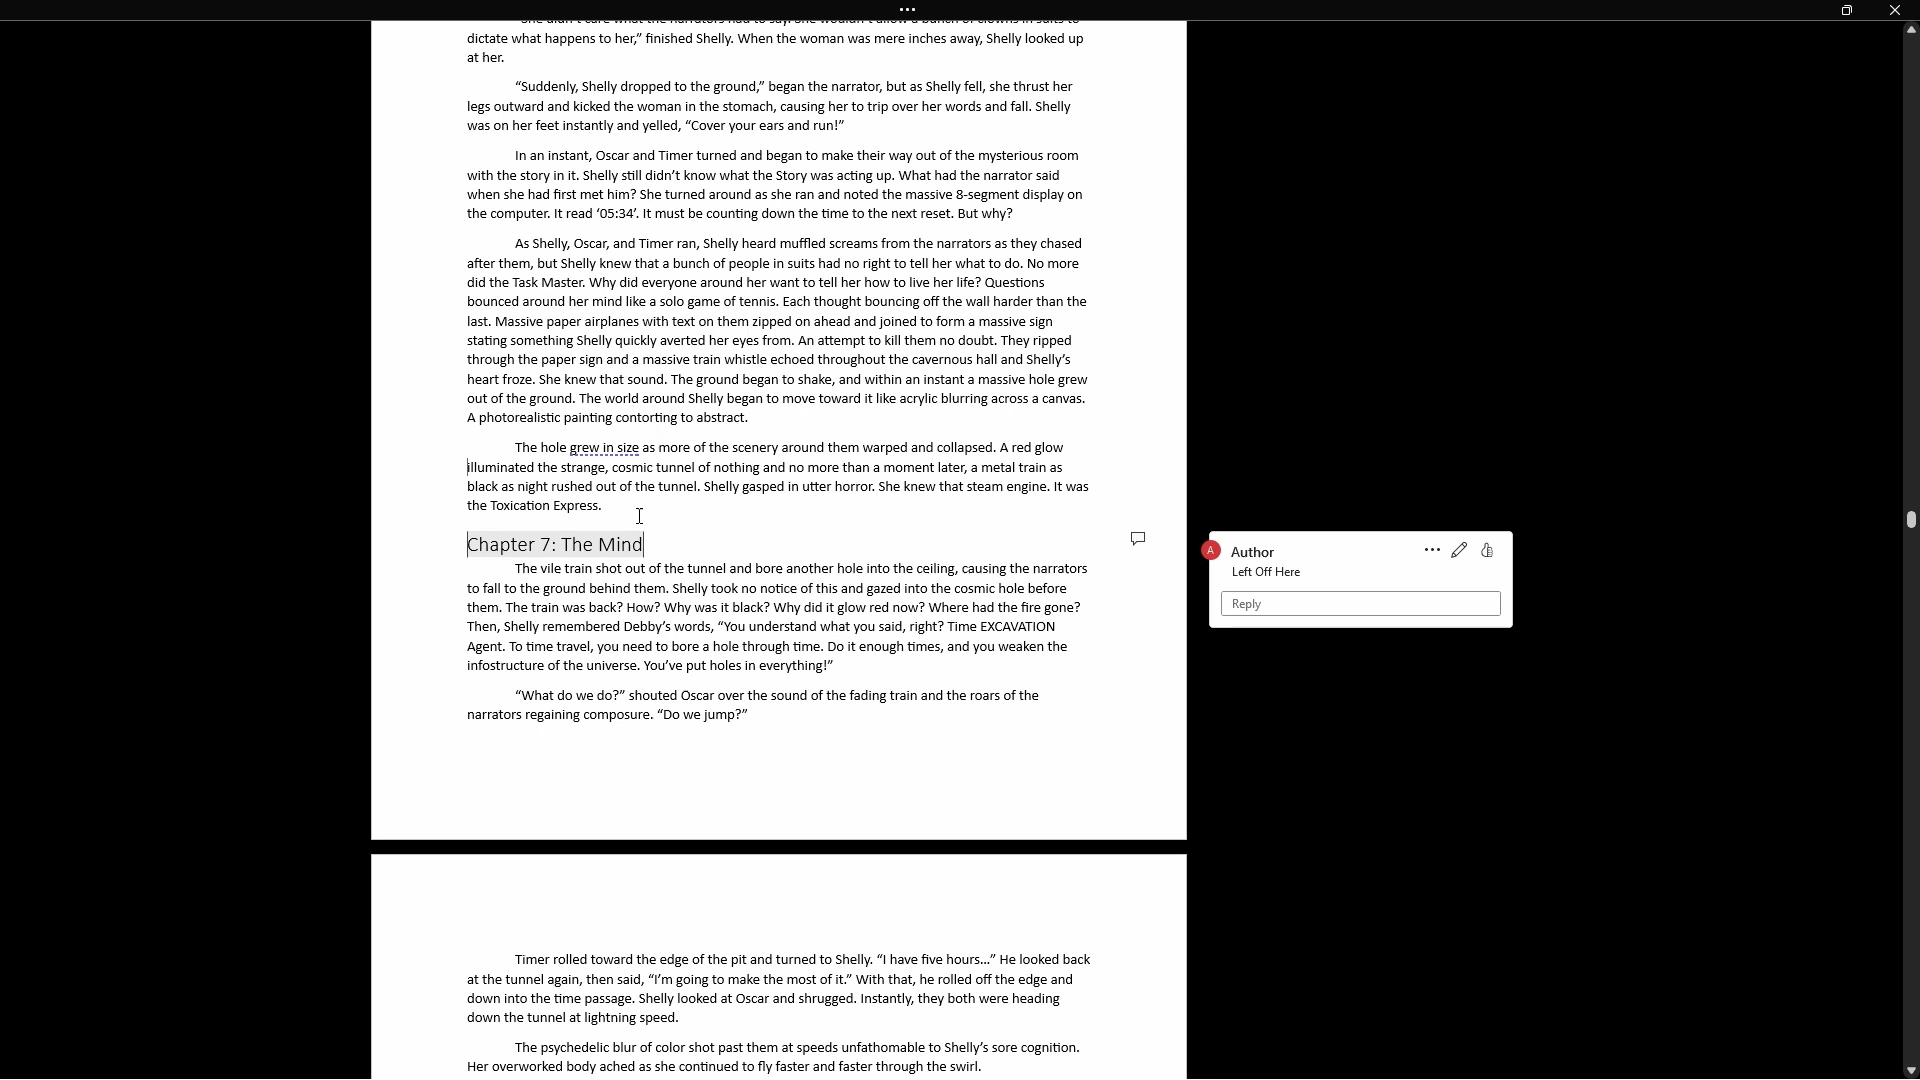 dictate what happens to her,” finished Shelly. When the woman was mere inches away, Shelly looked up
at her.
“Suddenly, Shelly dropped to the ground,” began the narrator, but as Shelly fell, she thrust her
legs outward and kicked the woman in the stomach, causing her to trip over her words and fall. Shelly
was on her feet instantly and yelled, “Cover your ears and run!”
In an instant, Oscar and Timer turned and began to make their way out of the mysterious room
with the story in it. Shelly still didn’t know what the Story was acting up. What had the narrator said
when she had first met him? She turned around as she ran and noted the massive 8-segment display on
the computer. It read ‘05:34’. It must be counting down the time to the next reset. But why?
As Shelly, Oscar, and Timer ran, Shelly heard muffled screams from the narrators as they chased
after them, but Shelly knew that a bunch of people in suits had no right to tell her what to do. No more
did the Task Master. Why did everyone around her want to tell her how to live her life? Questions
bounced around her mind like a solo game of tennis. Each thought bouncing off the wall harder than the
last. Massive paper airplanes with text on them zipped on ahead and joined to form a massive sign
stating something Shelly quickly averted her eyes from. An attempt to kill them no doubt. They ripped
through the paper sign and a massive train whistle echoed throughout the cavernous hall and Shelly’s
heart froze. She knew that sound. The ground began to shake, and within an instant a massive hole grew
out of the ground. The world around Shelly began to move toward it like acrylic blurring across a canvas.
A photorealistic painting contorting to abstract.
The hole grew in size as more of the scenery around them warped and collapsed. A red glow
illuminated the strange, cosmic tunnel of nothing and no more than a moment later, a metal train as
black as night rushed out of the tunnel. Shelly gasped in utter horror. She knew that steam engine. It was
the Toxication Express.
Chapter 7: The Mind
The vile train shot out of the tunnel and bore another hole into the ceiling, causing the narrators
to fall to the ground behind them. Shelly took no notice of this and gazed into the cosmic hole before
them. The train was back? How? Why was it black? Why did it glow red now? Where had the fire gone?
Then, Shelly remembered Debby’s words, “You understand what you said, right? Time EXCAVATION
Agent. To time travel, you need to bore a hole through time. Do it enough times, and you weaken the
infostructure of the universe. You’ve put holes in everything!”
“What do we do?” shouted Oscar over the sound of the fading train and the roars of the
narrators regaining composure. “Do we jump?”
A
Author
Left Off Here
Reply
Timer rolled toward the edge of the pit and turned to Shelly. “I have five hours…” He looked back
at the tunnel again, then said, “I’m going to make the most of it.” With that, he rolled off the edge and
down into the time passage. Shelly looked at Oscar and shrugged. Instantly, they both were heading
down the tunnel at lightning speed.
The psychedelic blur of color shot past them at speeds unfathomable to Shelly’s sore cognition.
Her overworked body ached as she continued to fly faster and faster through the swirl.